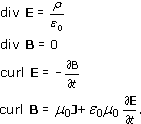 div E = ρ/ε₀
div B = 0
curl E = - ∂B/∂t
curl B = μ₀J + ε₀μ₀ ∂E/∂t.